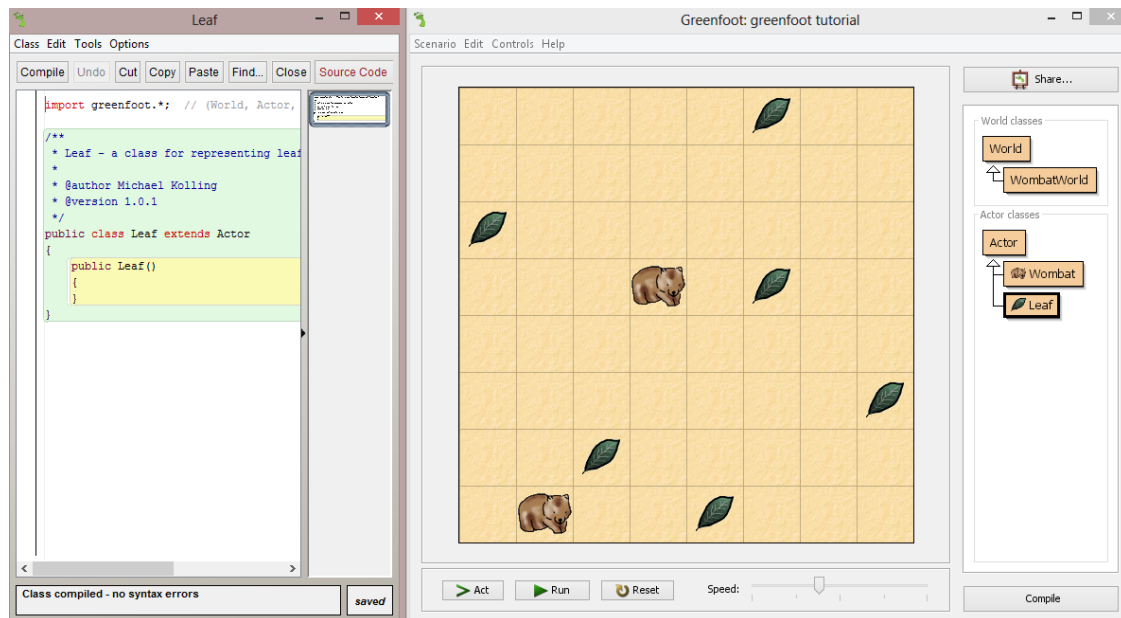 Leaf
Class Edit Tools Options
Compile Undo Cut Copy Paste Find... Close Source Code
import greenfoot.*;  // (World, Actor,
/**
 * Leaf - a class for representing leaf
 *
 * @author Michael Kolling
 * @version 1.0.1
 */
public class Leaf extends Actor
{
    public Leaf()
    {
    }
}
Class compiled - no syntax errors
saved
Greenfoot: greenfoot tutorial
Scenario Edit Controls Help
Share...
World classes
World
WombatWorld
Actor classes
Actor
Wombat
Leaf
Act Run Reset Speed:
Compile